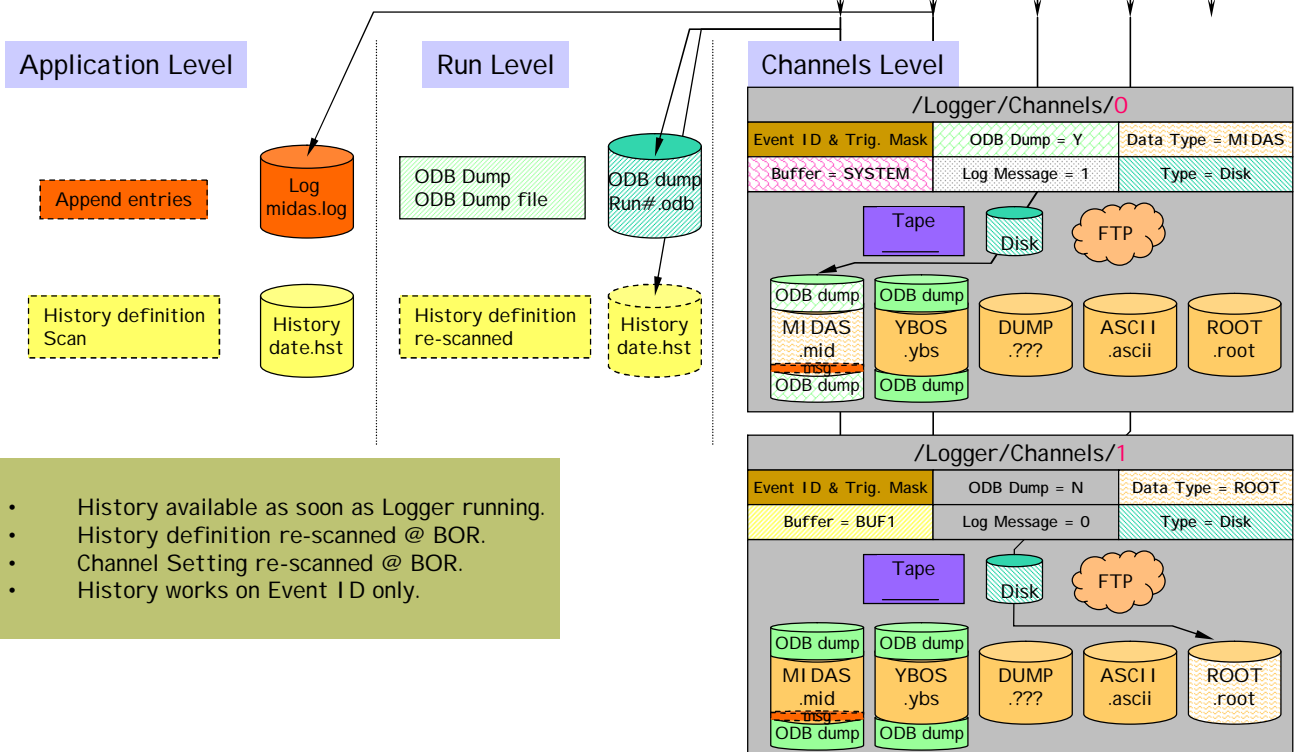 Application Level
Run Level
Channels Level
Append entries
Log
midas.log
ODB Dump
ODB Dump file
ODB dump
Run#.odb
History definition
Scan
History
date.hst
History definition
re-scanned
History
date.hst
• History available as soon as Logger running.
• History definition re-scanned @ BOR.
• Channel Setting re-scanned @ BOR.
• History works on Event ID only.
/Logger/Channels/0
Event ID & Trig. Mask
ODB Dump = Y
Data Type = MIDAS
Buffer = SYSTEM
Log Message = 1
Type = Disk
Tape
Disk
FTP
ODB dump
MIDAS
.mid
msg
ODB dump
ODB dump
YBOS
.ybs
ODB dump
DUMP
.???
ASCII
.ascii
ROOT
.root
/Logger/Channels/1
Event ID & Trig. Mask
ODB Dump = N
Data Type = ROOT
Buffer = BUF1
Log Message = 0
Type = Disk
Tape
Disk
FTP
ODB dump
MIDAS
.mid
msg
ODB dump
ODB dump
YBOS
.ybs
ODB dump
DUMP
.???
ASCII
.ascii
ROOT
.root